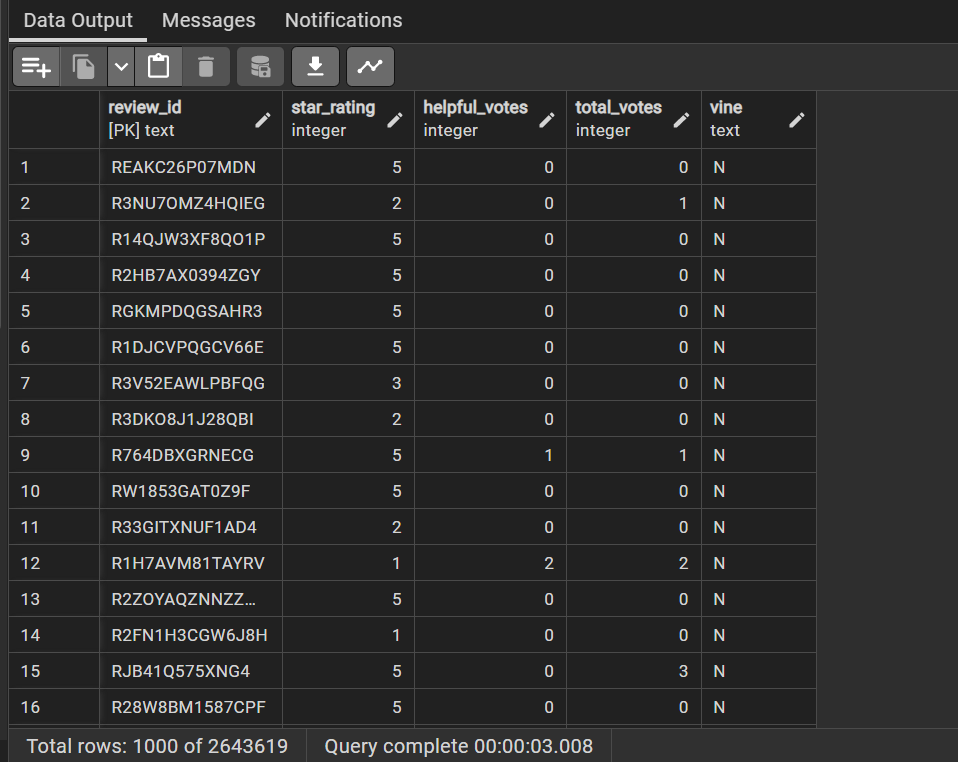 Data Output Messages Notifications
review_id star_rating helpful_votes total_votes vine
[PK] text integer integer integer text
1 REAKC26P07MDN 5 0 0 N
2 R3NU7OMZ4HQIEG 2 0 1 N
3 R14QJW3XF8QO1P 5 0 0 N
4 R2HB7AX0394ZGY 5 0 0 N
5 RGKMPDQGSAHR3 5 0 0 N
6 R1DJCVPQGCV66E 5 0 0 N
7 R3V52EAWLPBFQG 3 0 0 N
8 R3DKO8J1J28QBI 2 0 0 N
9 R764DBXGRNECG 5 1 1 N
10 RW1853GAT0Z9F 5 0 0 N
11 R33GITXNUF1AD4 2 0 0 N
12 R1H7AVM81TAYRV 1 2 2 N
13 R2ZOYAQZNNZZ... 5 0 0 N
14 R2FN1H3CGW6J8H 1 0 0 N
15 RJB41Q575XNG4 5 0 3 N
16 R28W8BM1587CPF 5 0 0 N
Total rows: 1000 of 2643619 Query complete 00:00:03.008